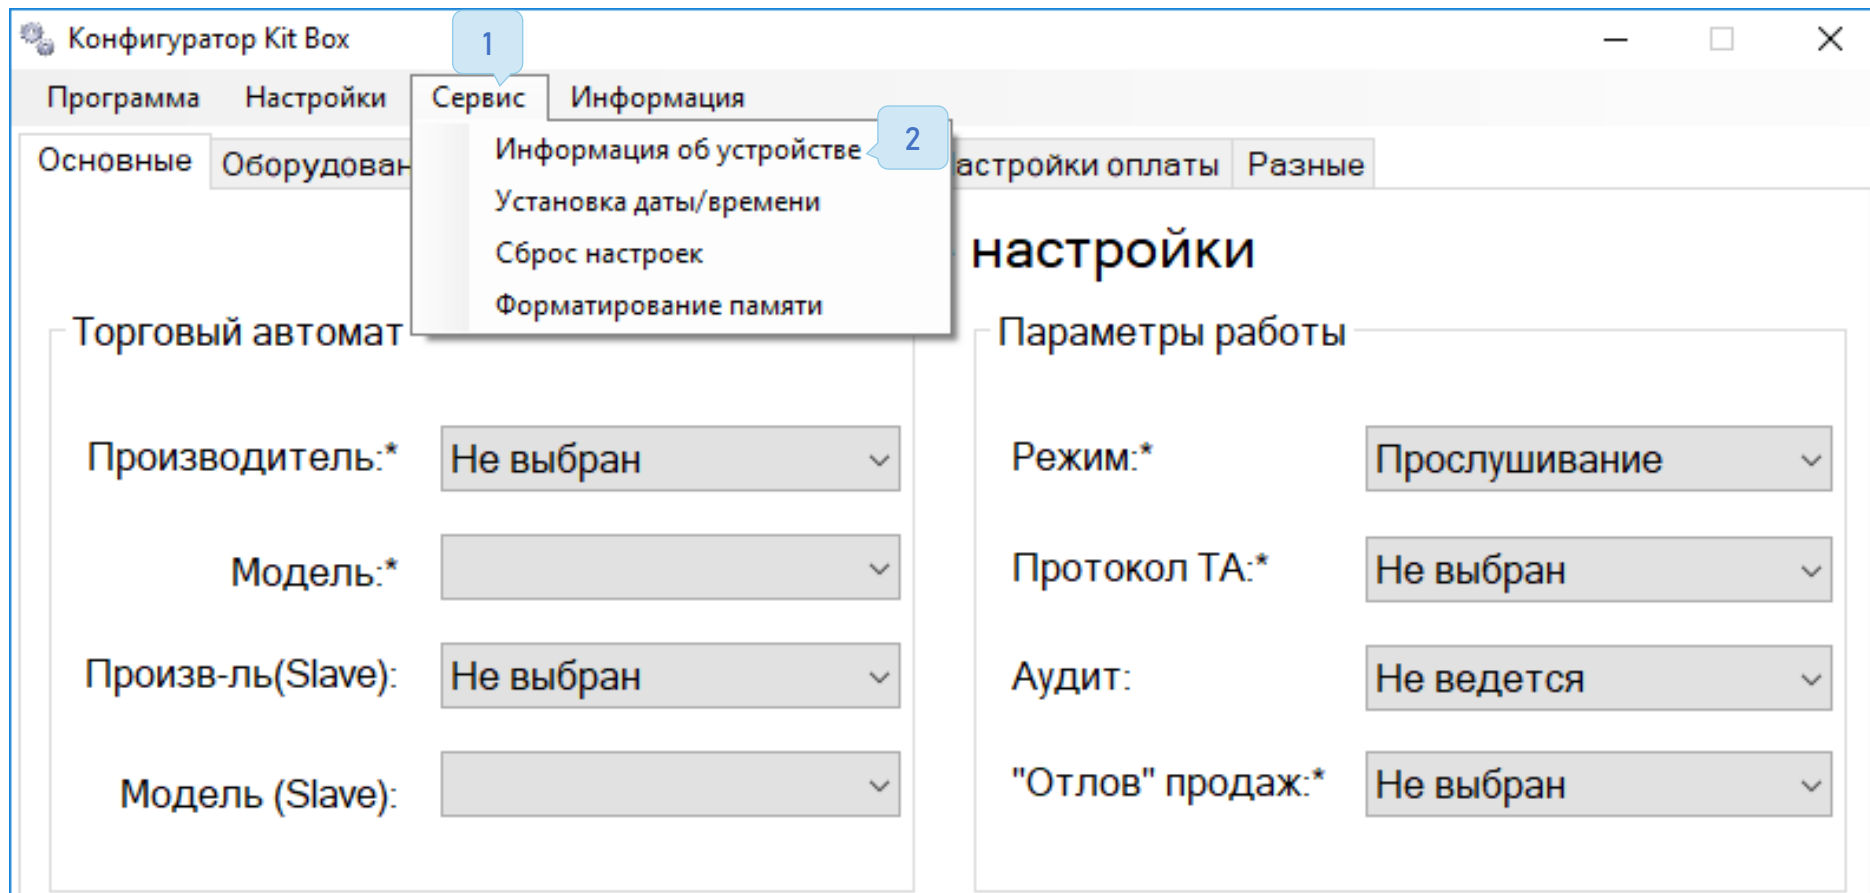 Конфигуратор Kit Box
1
Программа Настройки Сервис Информация
Информация об устройстве 2
Установка даты/времени
Сброс настроек
Форматирование памяти
Основные Оборудован астройки оплаты Разные
настройки
Торговый автомат
Производитель:* Не выбран
Модель:*
Произв-ль(Slave): Не выбран
Модель (Slave):
Параметры работы
Режим:* Прослушивание
Протокол ТА:* Не выбран
Аудит: Не ведется
"Отлов" продаж:* Не выбран